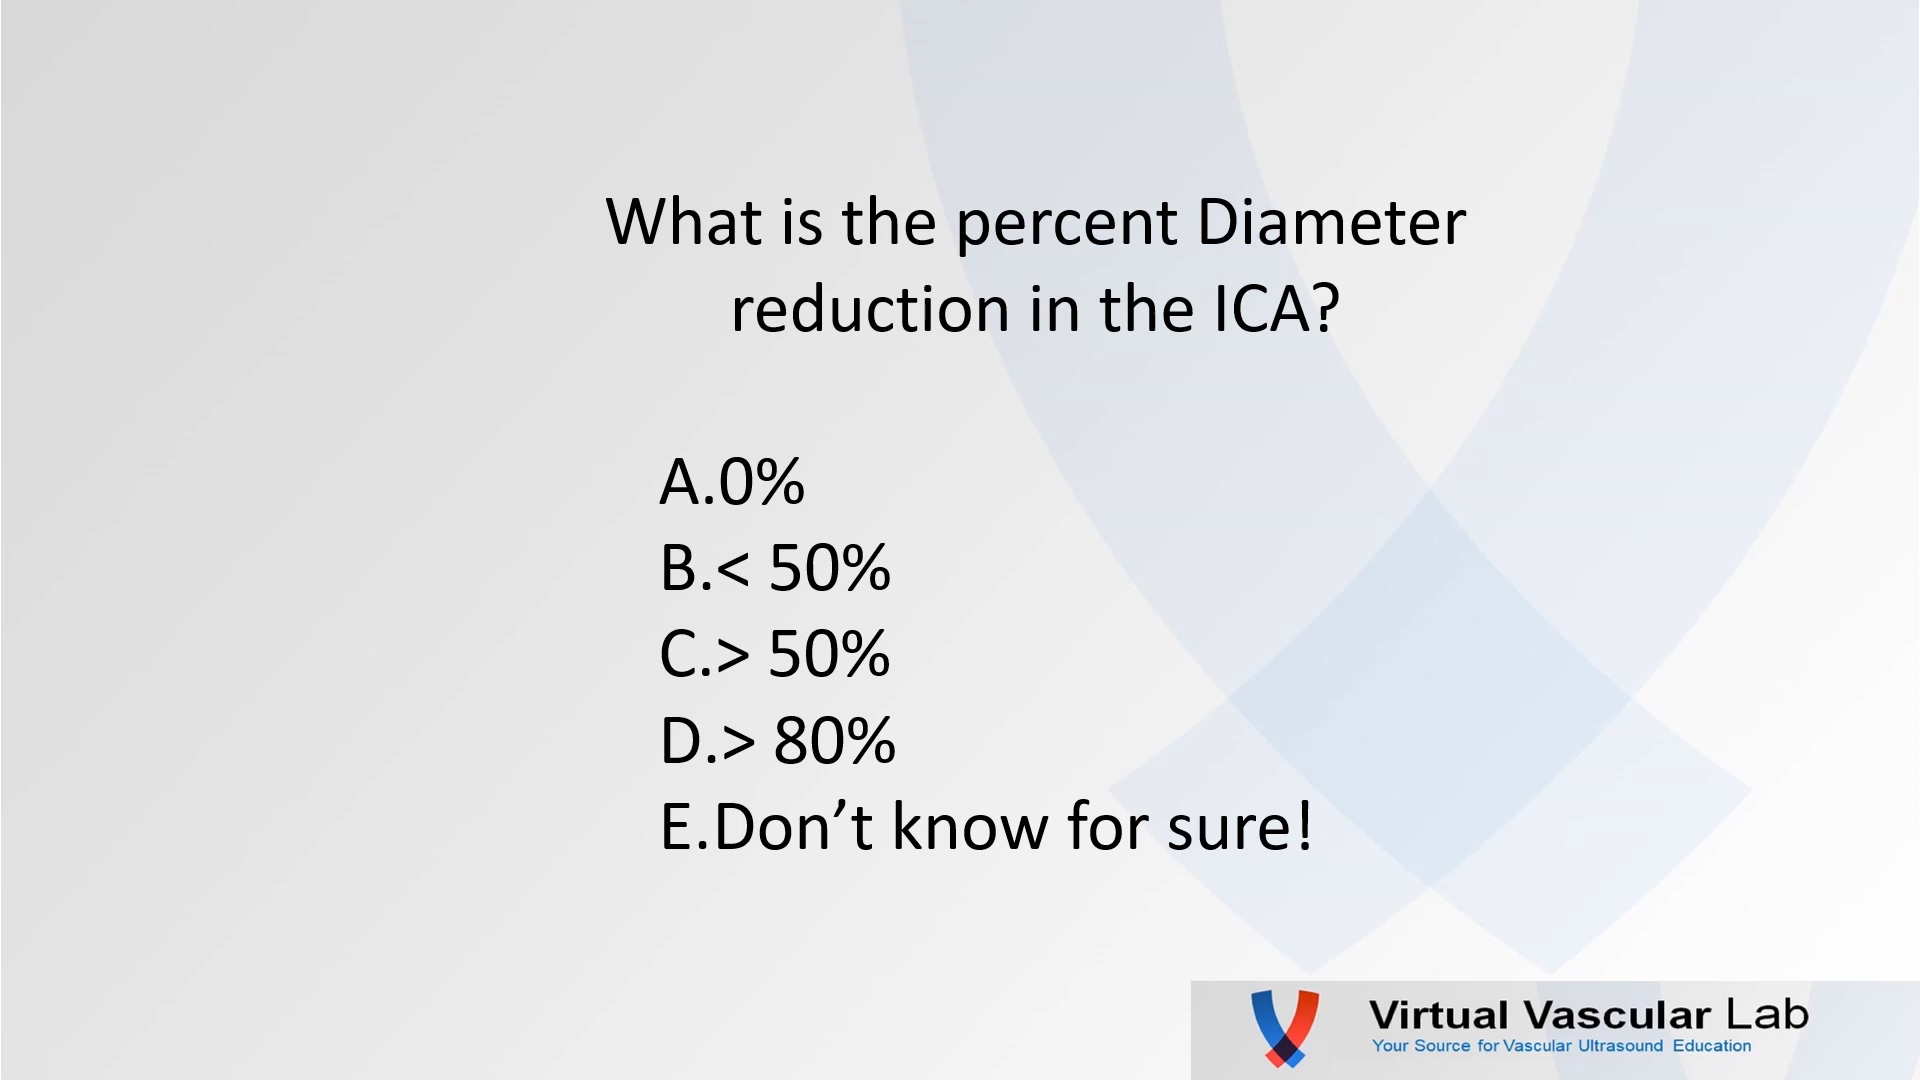 What is the percent Diameter
reduction in the ICA?
A.0%
B.< 50%
C.> 50%
D.> 80%
E.Don’t know for sure!
Virtual Vascular Lab
Your Source for Vascular Ultrasound Education